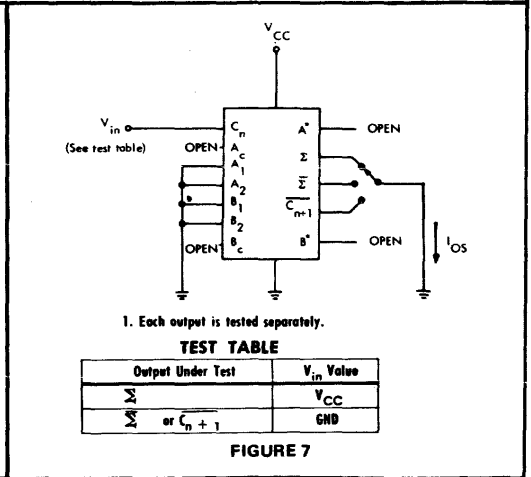 V_CC
V_in
(See test table)
C_n
A_c
A_1
A_2
B_1
B_2
B_c
OPEN
OPEN
A*
Σ
Σ̅
C̅_n+1
B*
OPEN
OPEN
I_OS
1. Each output is tested separately.
TEST TABLE
Output Under Test V_in Value
Σ V_CC
Σ̅ or C̅_n + 1 GND
FIGURE 7